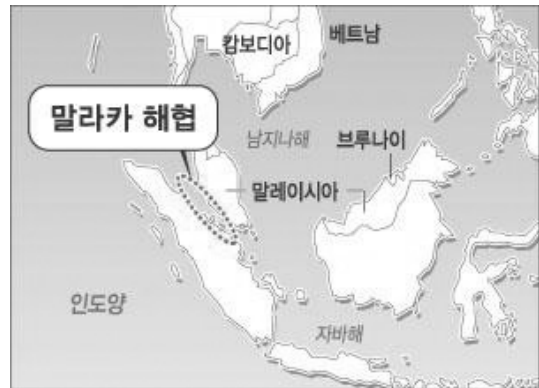 캄보디아
베트남
말라카 해협
남지나해
브루나이
말레이시아
인도양
자바해